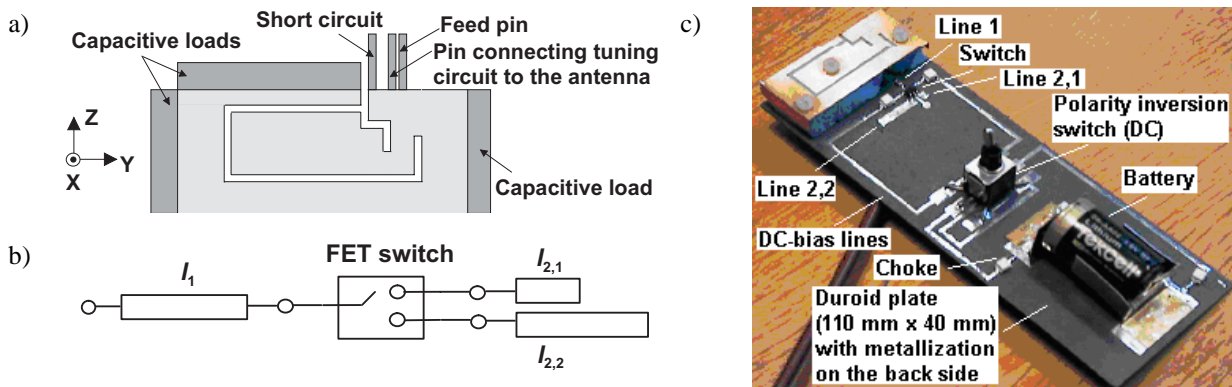 a)
Short circuit
Feed pin
Capacitive loads
Pin connecting tuning
circuit to the antenna
Z
Y
X
Capacitive load
b)
l1
FET switch
l2,1
l2,2
c)
Line 1
Switch
Line 2,1
Polarity inversion
switch (DC)
Battery
Line 2,2
DC-bias lines
Choke
Duroid plate
(110 mm x 40 mm)
with metallization
on the back side